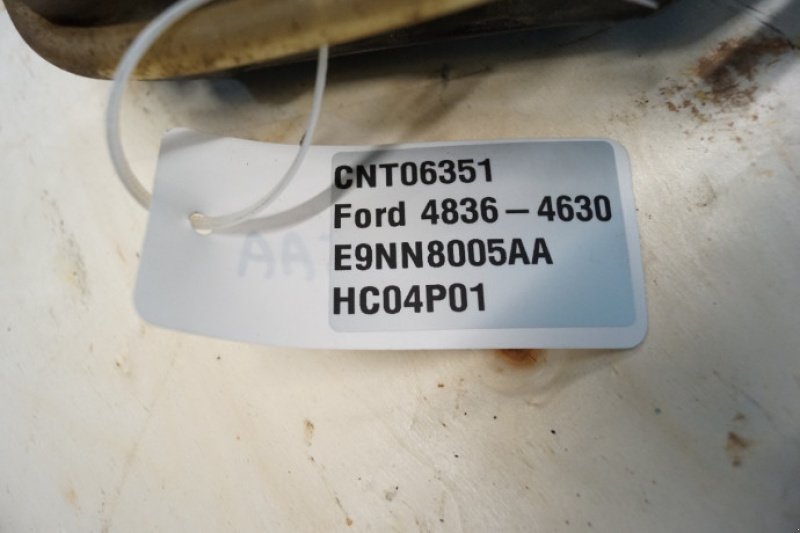 CNT06351
Ford 4836 – 4630
E9NN8005AA
HC04P01